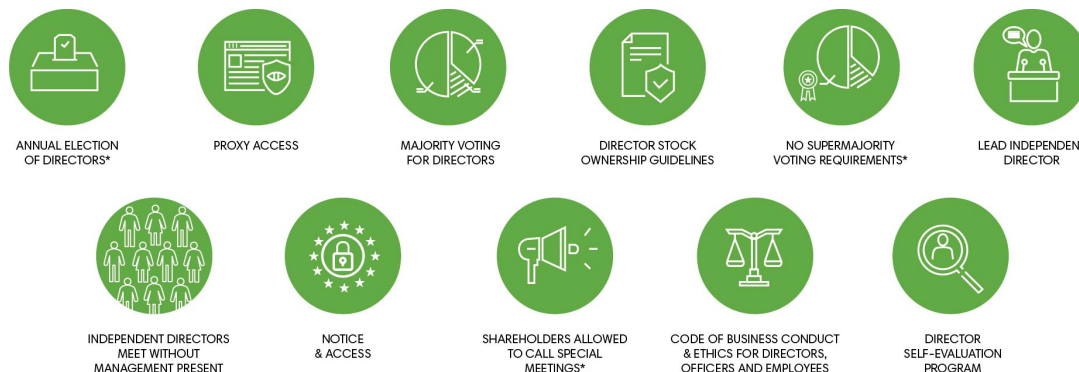 ANNUAL ELECTION
OF DIRECTORS*
PROXY ACCESS
MAJORITY VOTING
FOR DIRECTORS
DIRECTOR STOCK
OWNERSHIP GUIDELINES
NO SUPERMAJORITY
VOTING REQUIREMENTS*
LEAD INDEPENDEN
DIRECTOR
INDEPENDENT DIRECTORS
MEET WITHOUT
MANAGEMENT PRESENT
NOTICE
& ACCESS
SHAREHOLDERS ALLOWED
TO CALL SPECIAL
MEETINGS*
CODE OF BUSINESS CONDUCT
& ETHICS FOR DIRECTORS,
OFFICERS AND EMPLOYEES
DIRECTOR
SELF-EVALUATION
PROGRAM